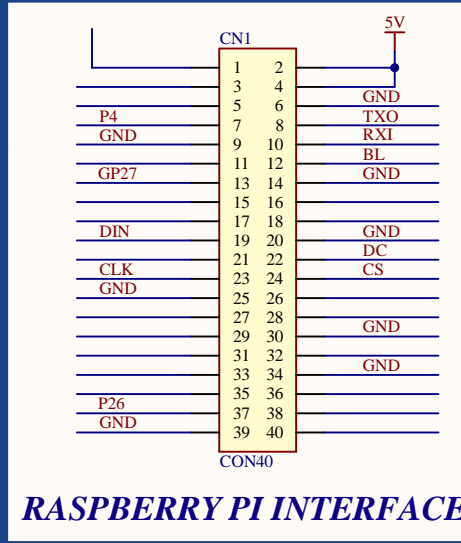 5V
CN1
1 2
3 4
GND
5 6
P4 TXO
7 8
GND RXI
9 10
BL
11 12
GP27 GND
13 14
15 16
17 18
DIN GND
19 20
DC
21 22
CLK CS
23 24
GND
25 26
27 28
GND
29 30
31 32
GND
33 34
35 36
P26
37 38
GND
39 40
CON40
RASPBERRY PI INTERFACE